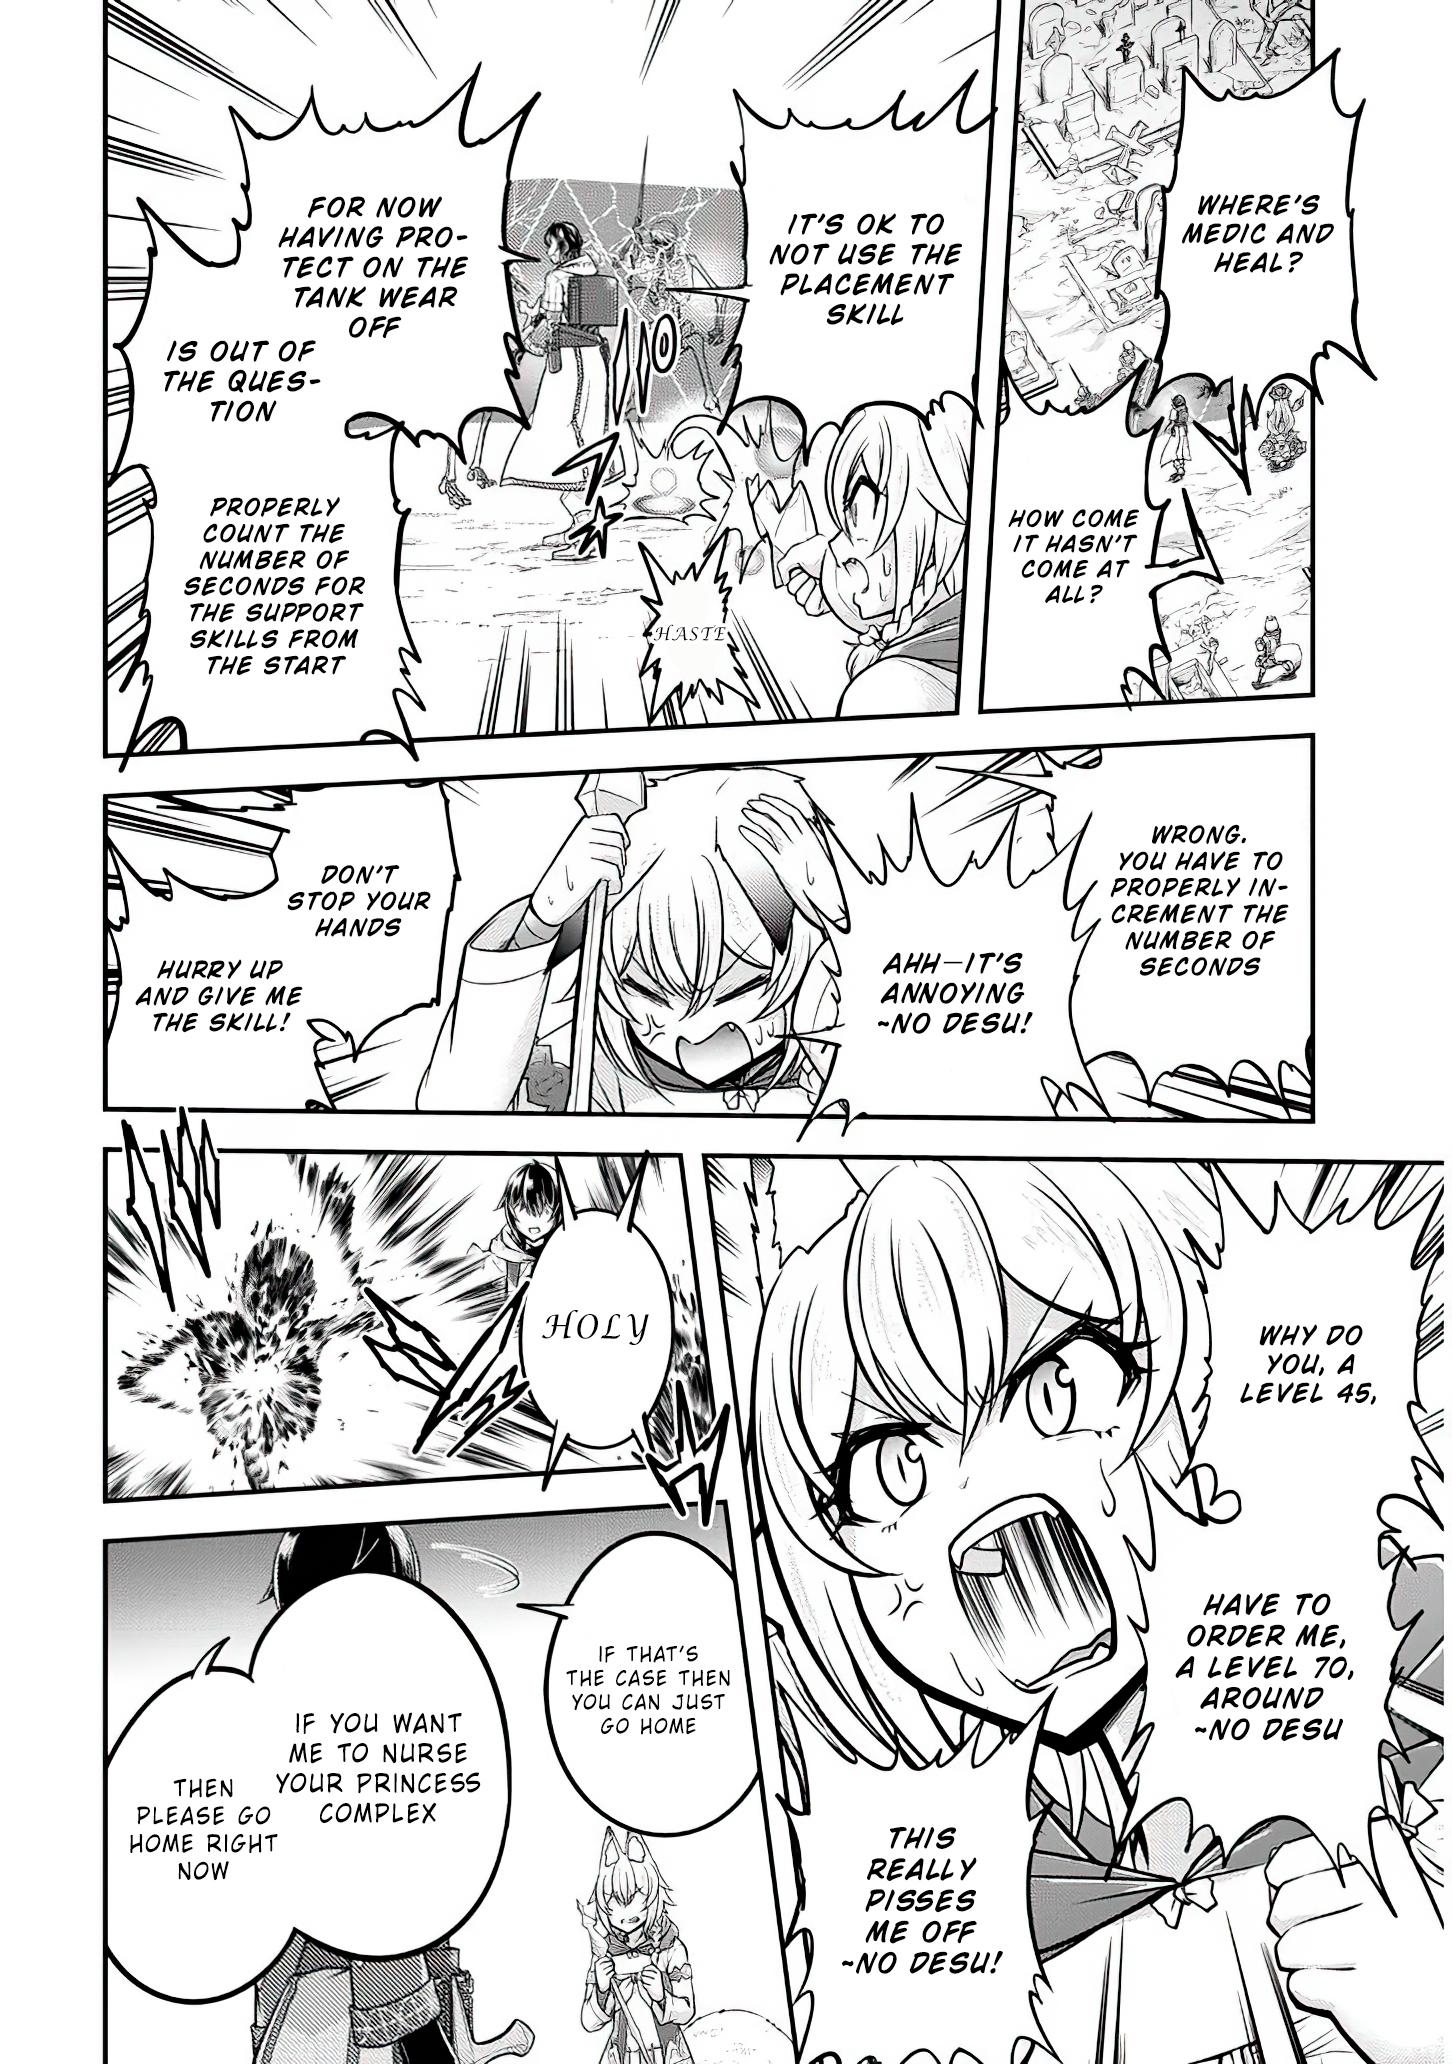 WHERE'S
MEDIC AND
HEAL?
HOW COME
IT HASN'T
COME AT
ALL?
IT'S OK TO
NOT USE THE
PLACEMENT
SKILL
FOR NOW
HAVING PRO-
TECT ON THE
TANK WEAR
OFF
IS OUT OF
THE QUES-
TION
PROPERLY
COUNT THE
NUMBER OF
SECONDS FOR
THE SUPPORT
SKILLS FROM
THE START
HASTE
WRONG.
YOU HAVE TO
PROPERLY IN-
CREMENT THE
NUMBER OF
SECONDS
AHH—IT'S
ANNOYING
~NO DESU!
DON'T
STOP YOUR
HANDS
HURRY UP
AND GIVE ME
THE SKILL!
WHY DO
YOU, A
LEVEL 45,
HAVE TO
ORDER ME,
A LEVEL 70,
AROUND
~NO DESU
THIS
REALLY
PISSES
ME OFF
~NO DESU!
HOLY
IF THAT'S
THE CASE THEN
YOU CAN JUST
GO HOME
IF YOU WANT
ME TO NURSE
YOUR PRINCESS
COMPLEX
THEN
PLEASE GO
HOME RIGHT
NOW